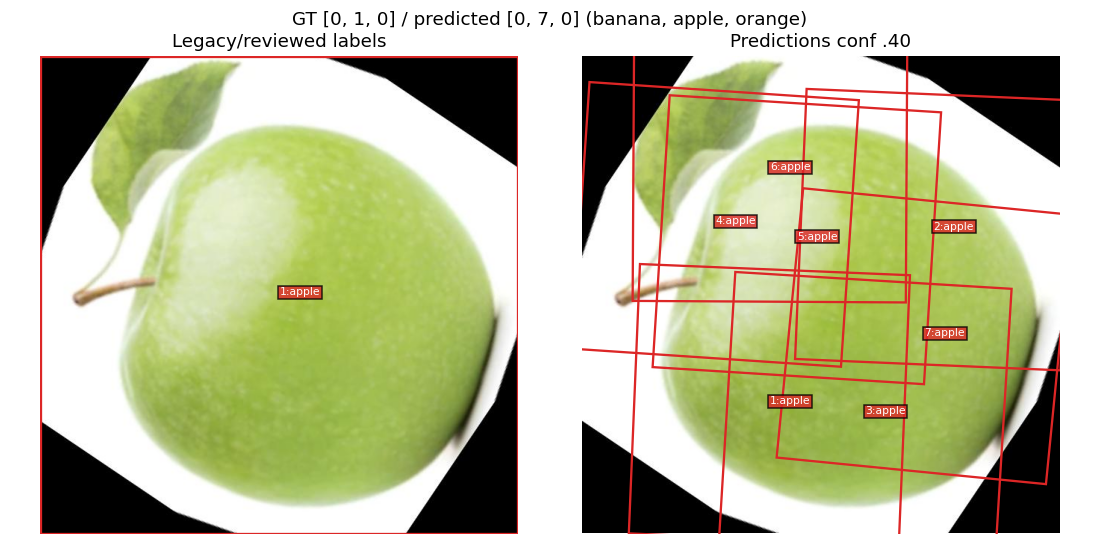 GT [0, 1, 0] / predicted [0, 7, 0] (banana, apple, orange)
Legacy/reviewed labels
Predictions conf .40
1:apple
6:apple
4:apple
5:apple
2:apple
7:apple
1:apple
3:apple